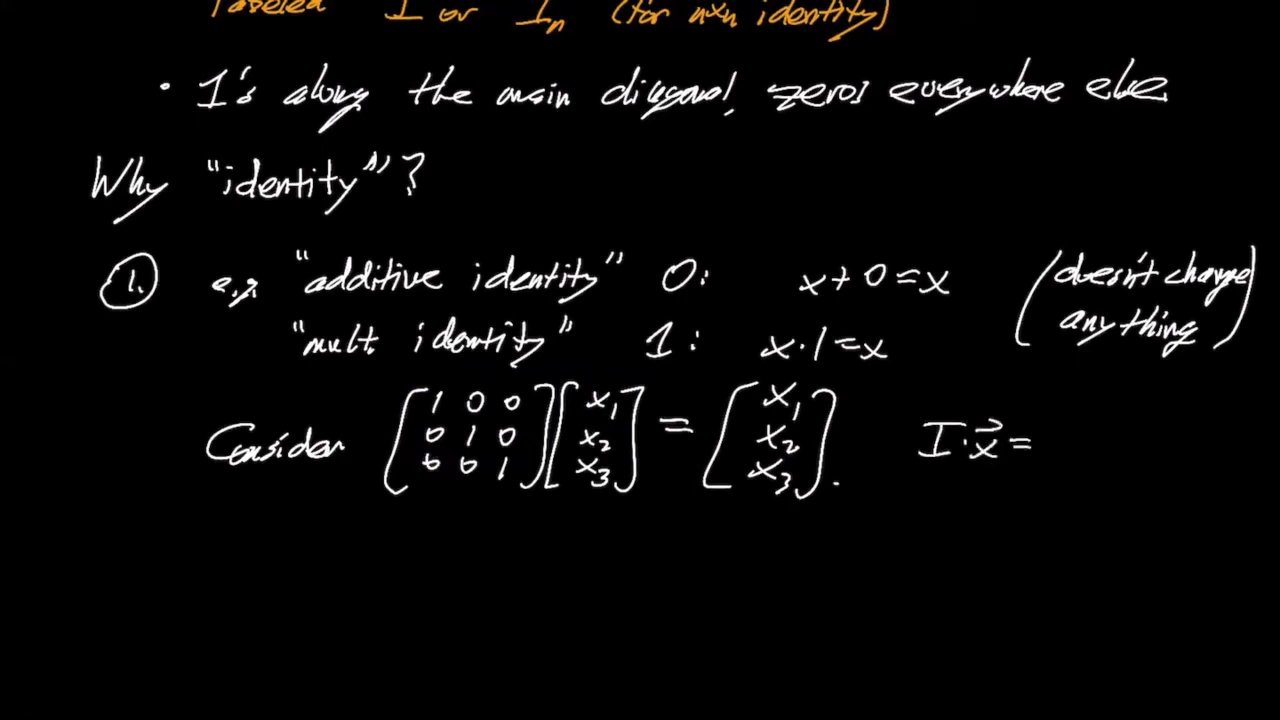 labeled I or Iₙ (for n×n identity)
• 1's along the main diagonal, zeros everywhere else.
Why "identity"?
1. e.g. "additive identity" 0: x + 0 = x (doesn't change
"mult. identity" 1: x · 1 = x anything)
Consider [1 0 0; 0 1 0; 0 0 1] [x₁; x₂; x₃] = [x₁; x₂; x₃]. I · x⃗ =